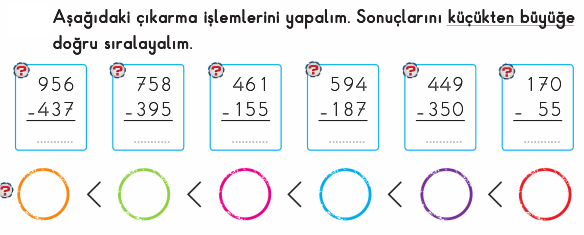 Aşağıdaki çıkarma işlemlerini yapalım. Sonuçlarını küçükten büyüğe
doğru sıralayalım.
? ? ? ? ? ?
956 758 461 594 449 170
-437 -395 -155 -187 -350 - 55
........... ........... ........... ........... ........... ...........
? < < < < <